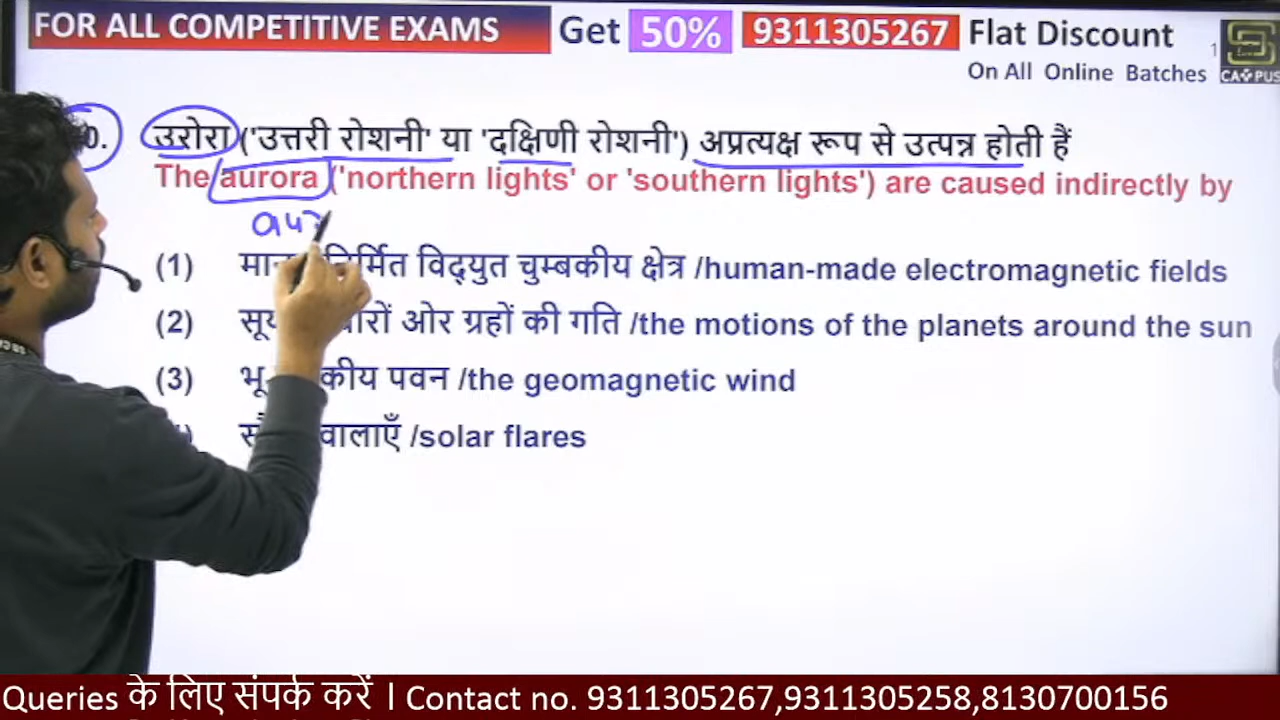 FOR ALL COMPETITIVE EXAMS Get 50% 9311305267 Flat Discount
On All Online Batches
CAMPUS
0. उरोरा ('उत्तरी रोशनी' या 'दक्षिणी रोशनी') अप्रत्यक्ष रूप से उत्पन्न होती हैं
The aurora ('northern lights' or 'southern lights') are caused indirectly by
(1) विद्युत चुम्बकीय क्षेत्र /human-made electromagnetic fields
(2) ओर ग्रहों की गति /the motions of the planets around the sun
(3) पवन /the geomagnetic wind
/solar flares
Queries के लिए संपर्क करें । Contact no. 9311305267,9311305258,8130700156